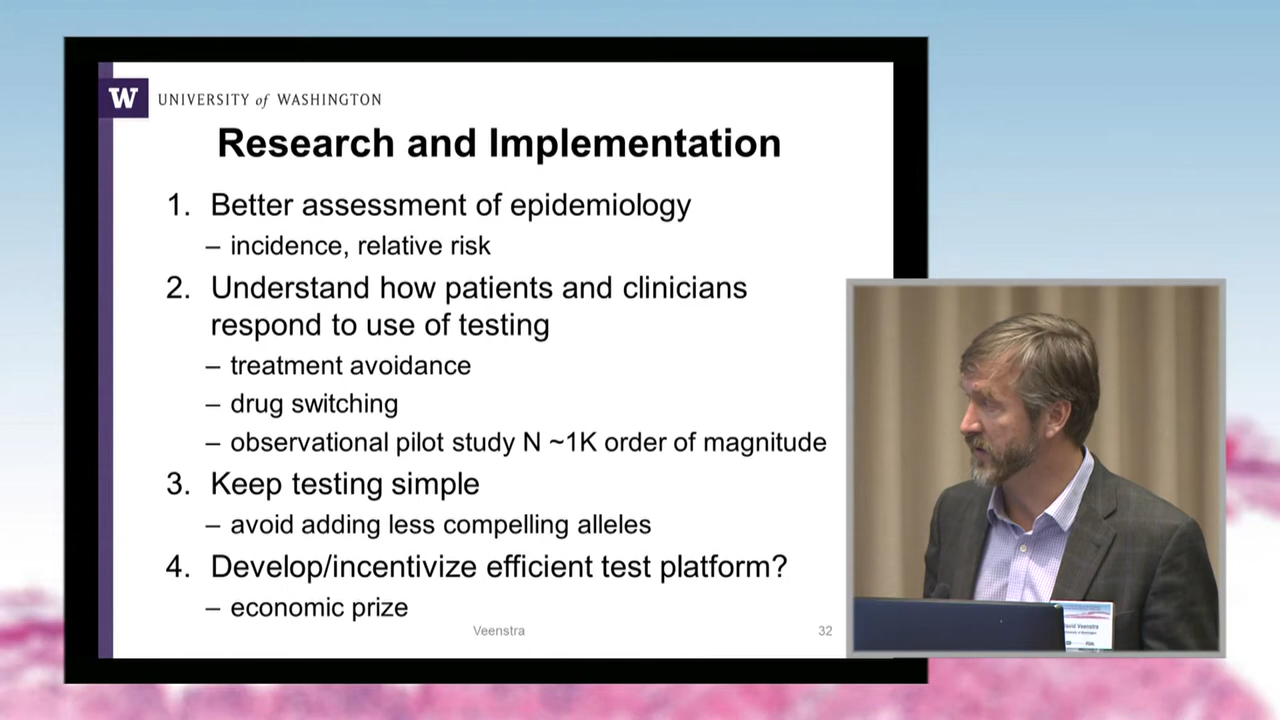 W UNIVERSITY of WASHINGTON
Research and Implementation
1. Better assessment of epidemiology
– incidence, relative risk
2. Understand how patients and clinicians
respond to use of testing
– treatment avoidance
– drug switching
– observational pilot study N ~1K order of magnitude
3. Keep testing simple
– avoid adding less compelling alleles
4. Develop/incentivize efficient test platform?
– economic prize
Veenstra 32
David Veenstra
University of Washington